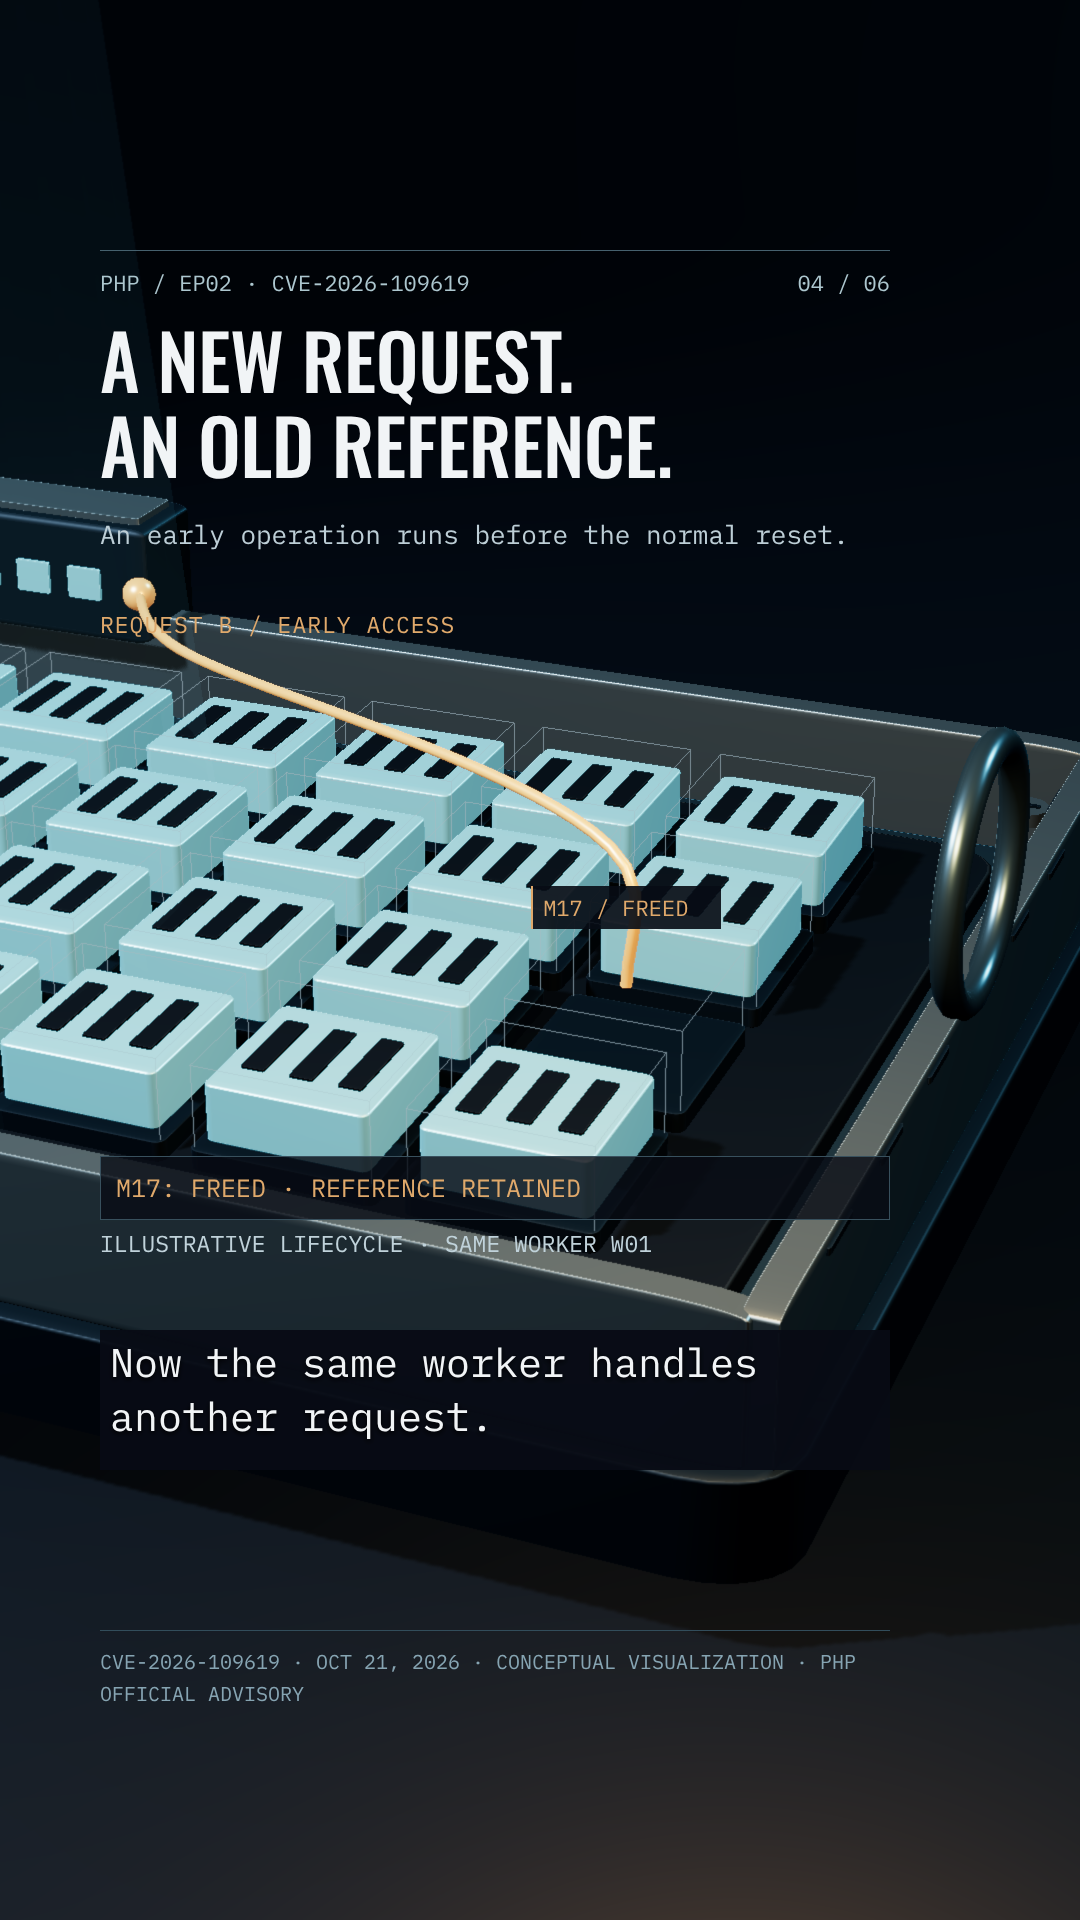 PHP / EP02 · CVE-2026-109619
04 / 06
A NEW REQUEST.
AN OLD REFERENCE.
An early operation runs before the normal reset.
REQUEST B / EARLY ACCESS
M17 / FREED
M17: FREED · REFERENCE RETAINED
ILLUSTRATIVE LIFECYCLE · SAME WORKER W01
Now the same worker handles
another request.
CVE-2026-109619 · OCT 21, 2026 · CONCEPTUAL VISUALIZATION · PHP
OFFICIAL ADVISORY